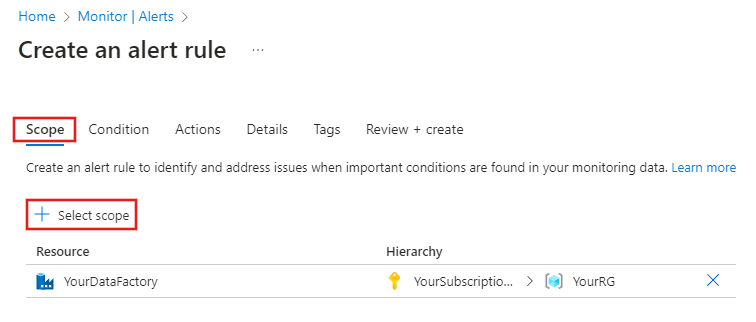 Home > Monitor | Alerts >
Create an alert rule ...
Scope Condition Actions Details Tags Review + create
Create an alert rule to identify and address issues when important conditions are found in your monitoring data. Learn more
+ Select scope
Resource Hierarchy
YourDataFactory YourSubscriptio... > YourRG